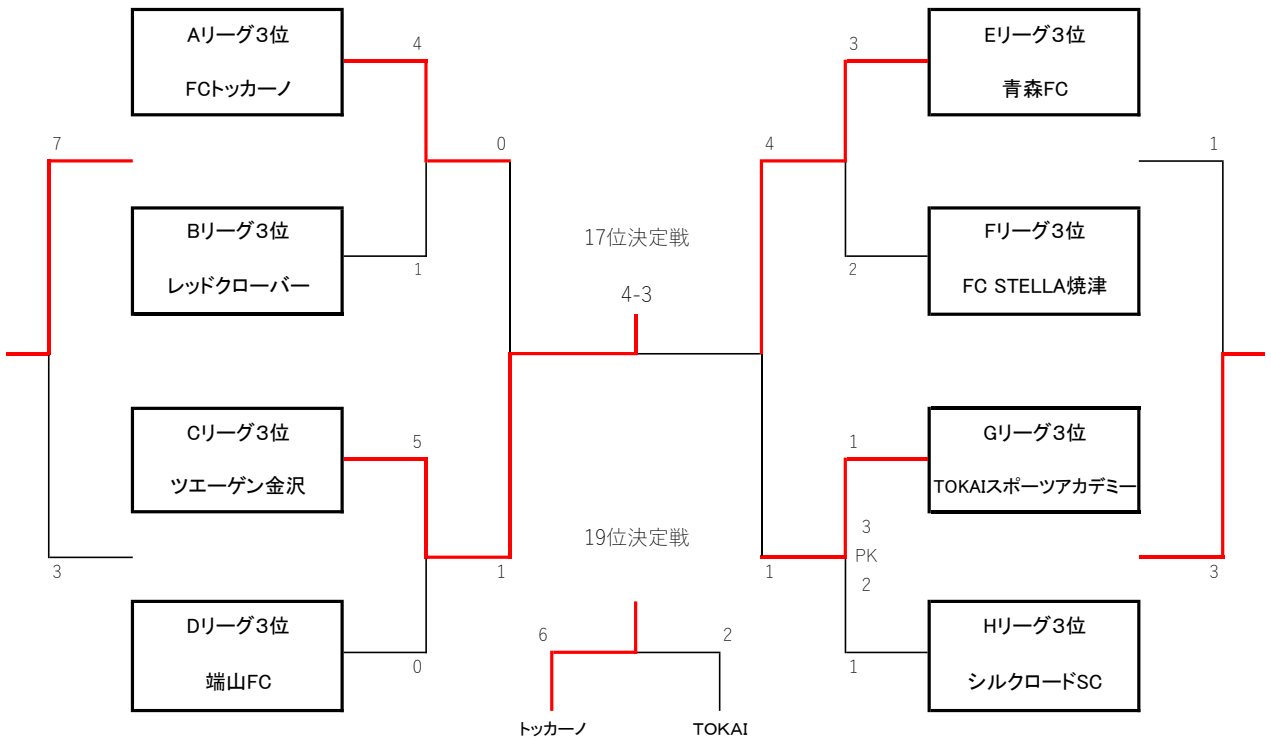 Aリーグ3位
FCトッカーノ
4
7
0
Bリーグ3位
レッドクローバー
1
17位決定戦
4-3
Eリーグ3位
青森FC
3
4
1
Fリーグ3位
FC STELLA焼津
2
Cリーグ3位
ツエーゲン金沢
5
3
1
Dリーグ3位
端山FC
0
19位決定戦
6
2
トッカーノ
TOKAI
Gリーグ3位
TOKAIスポーツアカデミー
1
3
PK
2
1
3
Hリーグ3位
シルクロードSC
1